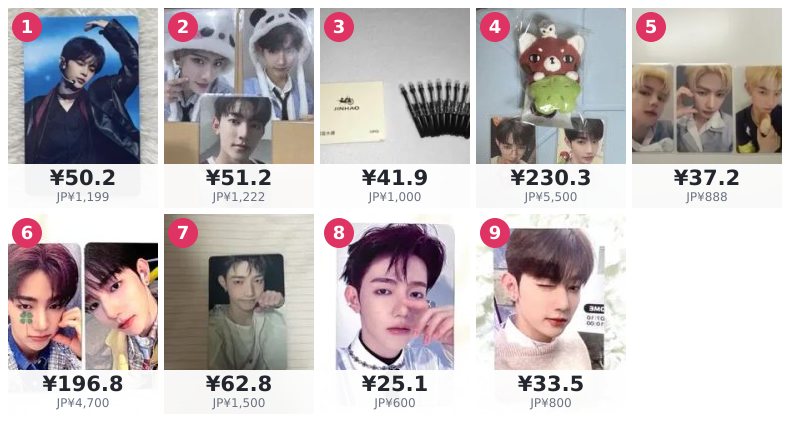 1
¥50.2
JP¥1,199
2
¥51.2
JP¥1,222
3
JINHAO
¥41.9
JP¥1,000
4
¥230.3
JP¥5,500
5
¥37.2
JP¥888
6
¥196.8
JP¥4,700
7
¥62.8
JP¥1,500
8
¥25.1
JP¥600
9
¥33.5
JP¥800